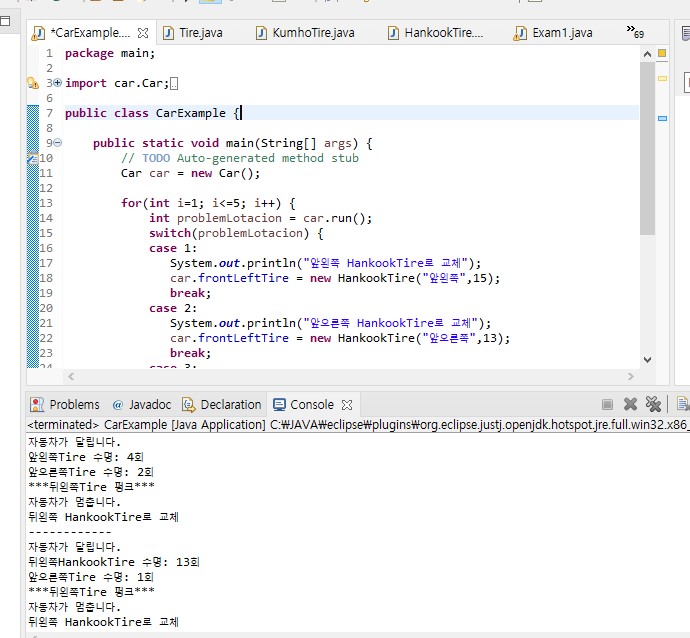 *CarExample.... Tire.java KumhoTire.java HankookTire.... Exam1.java »69
1 package main;
2
3 import car.Car;
6
7 public class CarExample {
8
9 public static void main(String[] args) {
10 // TODO Auto-generated method stub
11 Car car = new Car();
12
13 for(int i=1; i<=5; i++) {
14 int problemLotacion = car.run();
15 switch(problemLotacion) {
16 case 1:
17 System.out.println("앞왼쪽 HankookTire로 교체");
18 car.frontLeftTire = new HankookTire("앞왼쪽",15);
19 break;
20 case 2:
21 System.out.println("앞오른쪽 HankookTire로 교체");
22 car.frontLeftTire = new HankookTire("앞오른쪽",13);
23 break;
24 case 3:
Problems @ Javadoc Declaration Console
<terminated> CarExample [Java Application] C:₩JAVA₩eclipse₩plugins₩org.eclipse.justj.openjdk.hotspot.jre.full.win32.x86_
자동차가 달립니다.
앞왼쪽Tire 수명: 4회
앞오른쪽Tire 수명: 2회
***뒤왼쪽Tire 펑크***
자동차가 멈춥니다.
뒤왼쪽 HankookTire로 교체
------------
자동차가 달립니다.
뒤왼쪽HankookTire 수명: 13회
앞오른쪽Tire 수명: 1회
***뒤왼쪽Tire 펑크***
자동차가 멈춥니다.
뒤왼쪽 HankookTire로 교체